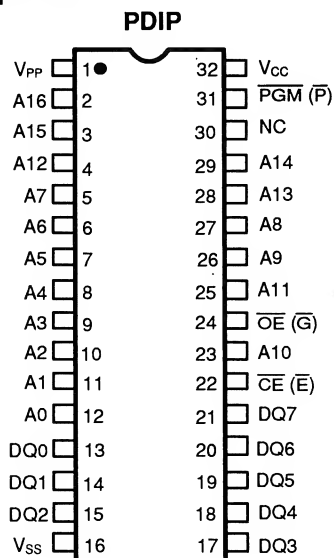 PDIP
VPP 1 32 VCC
A16 2 31 PGM (P)
A15 3 30 NC
A12 4 29 A14
A7 5 28 A13
A6 6 27 A8
A5 7 26 A9
A4 8 25 A11
A3 9 24 OE (G)
A2 10 23 A10
A1 11 22 CE (E)
A0 12 21 DQ7
DQ0 13 20 DQ6
DQ1 14 19 DQ5
DQ2 15 18 DQ4
VSS 16 17 DQ3